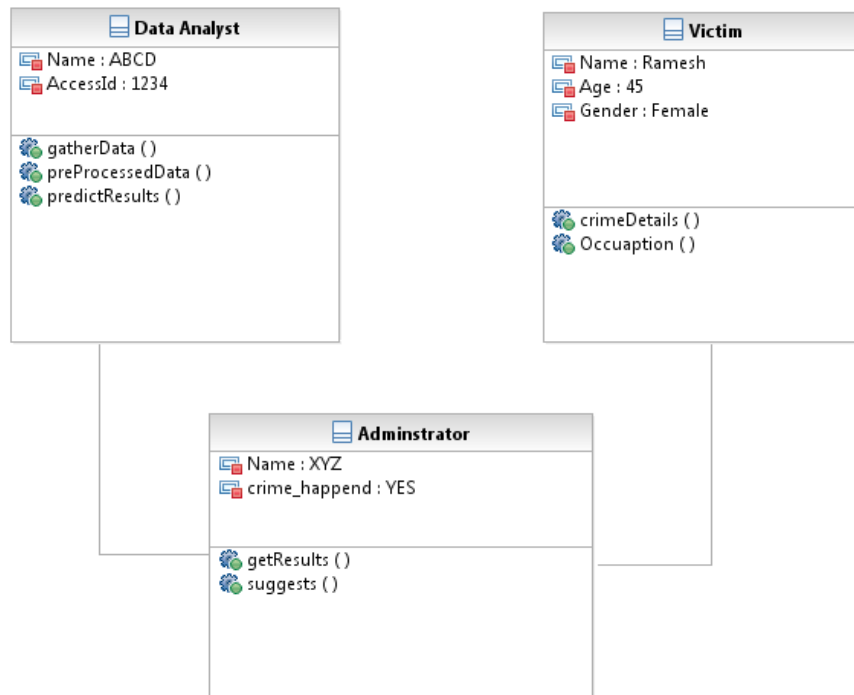 Data Analyst
Name : ABCD
AccessId : 1234
gatherData ( )
preProcessedData ( )
predictResults ( )
Victim
Name : Ramesh
Age : 45
Gender : Female
crimeDetails ( )
Occuaption ( )
Adminstrator
Name : XYZ
crime_happend : YES
getResults ( )
suggests ( )